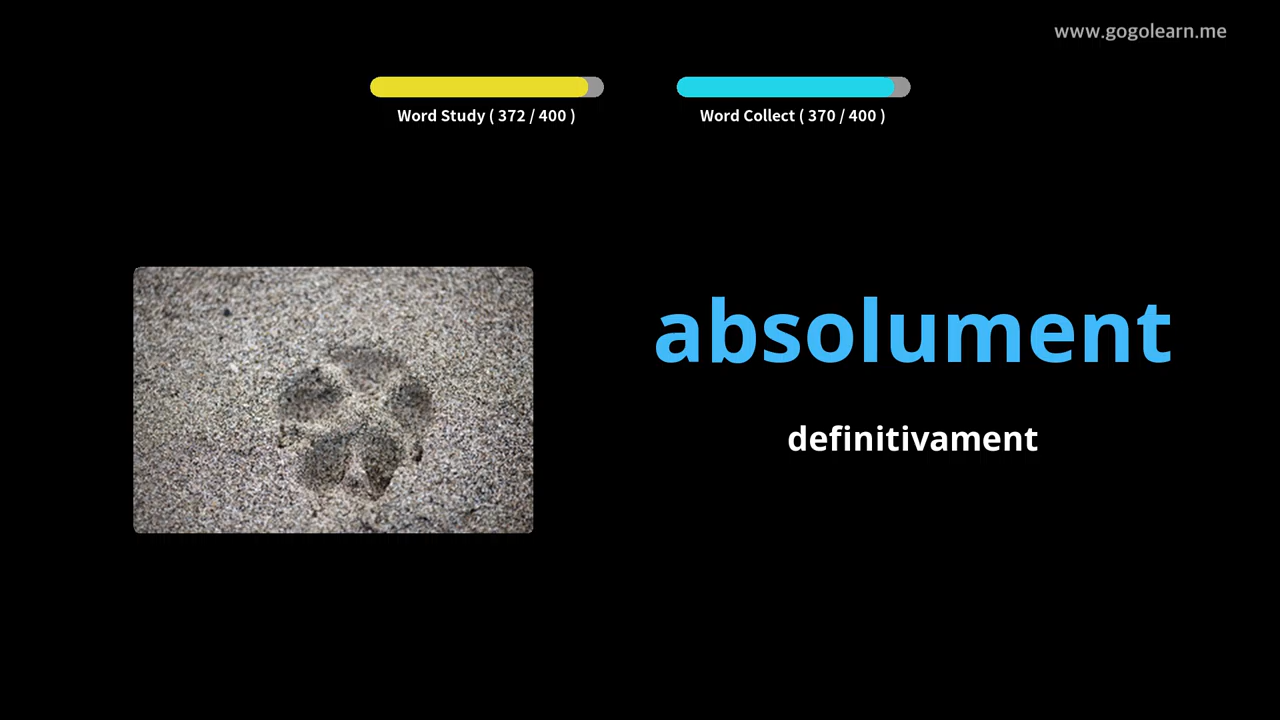 www.gogolearn.me
Word Study ( 372 / 400 )
Word Collect ( 370 / 400 )
absolument
definitivament